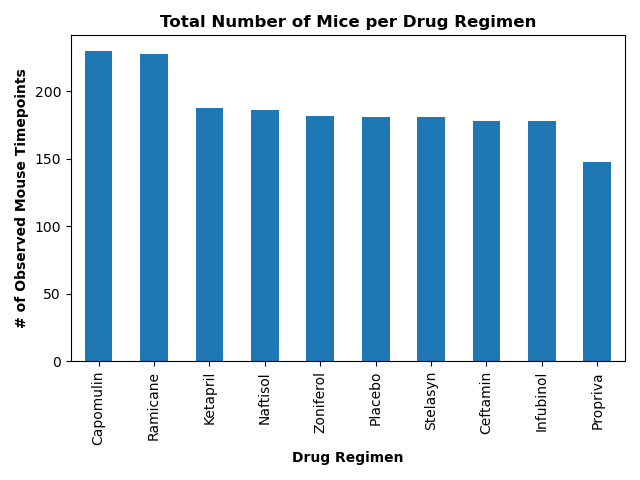 Total Number of Mice per Drug Regimen
# of Observed Mouse Timepoints
200
150
100
50
0
Capomulin
Ramicane
Ketapril
Naftisol
Zoniferol
Placebo
Stelasyn
Ceftamin
Infubinol
Propriva
Drug Regimen